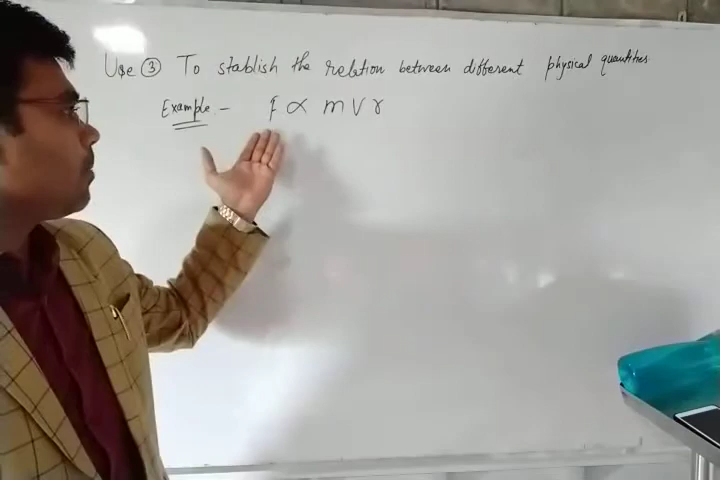 Use ③ To stablish the relation between different physical quantities
Example :- F ∝ m v r